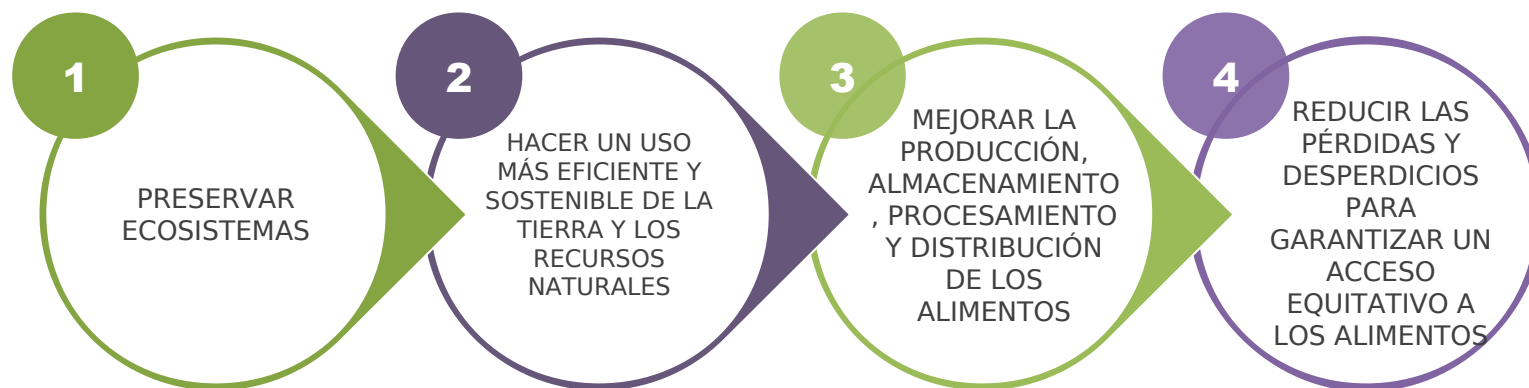 1
PRESERVAR
ECOSISTEMAS
2
HACER UN USO
MÁS EFICIENTE Y
SOSTENIBLE DE LA
TIERRA Y LOS
RECURSOS
NATURALES
3
MEJORAR LA
PRODUCCIÓN,
ALMACENAMIENTO
, PROCESAMIENTO
Y DISTRIBUCIÓN
DE LOS
ALIMENTOS
4
REDUCIR LAS
PÉRDIDAS Y
DESPERDICIOS
PARA
GARANTIZAR UN
ACCESO
EQUITATIVO A
LOS ALIMENTOS